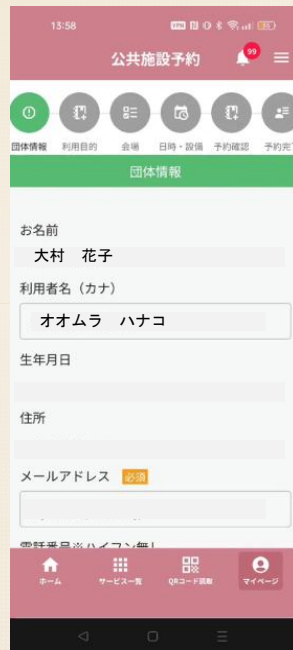 13:58
公共施設予約
99
団体情報 利用目的 会場 日時・設備 予約確認 予約完
団体情報
お名前
大村 花子
利用者名（カナ）
オオムラ ハナコ
生年月日
住所
メールアドレス 必須
電話番号※ハイフン無し
ホーム サービス一覧 QRコード読取 マイページ